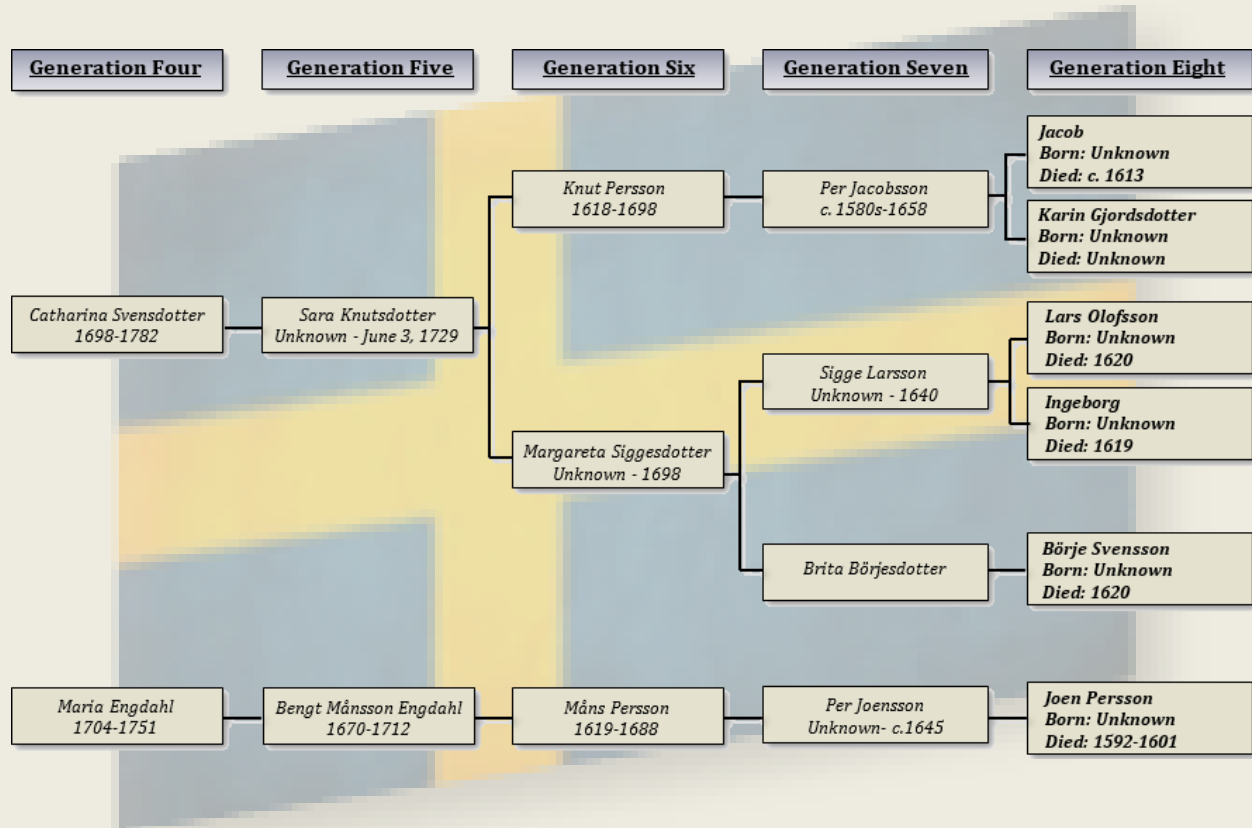 Generation Four
Generation Five
Generation Six
Generation Seven
Generation Eight
Catharina Svensdotter
1698-1782
Sara Knutsdotter
Unknown - June 3, 1729
Knut Persson
1618-1698
Per Jacobsson
c. 1580s-1658
Jacob
Born: Unknown
Died: c. 1613
Karin Gjordsdotter
Born: Unknown
Died: Unknown
Margareta Siggesdotter
Unknown - 1698
Sigge Larsson
Unknown - 1640
Lars Olofsson
Born: Unknown
Died: 1620
Ingeborg
Born: Unknown
Died: 1619
Brita Börjesdotter
Börje Svensson
Born: Unknown
Died: 1620
Maria Engdahl
1704-1751
Bengt Månsson Engdahl
1670-1712
Måns Persson
1619-1688
Per Joensson
Unknown- c.1645
Joen Persson
Born: Unknown
Died: 1592-1601